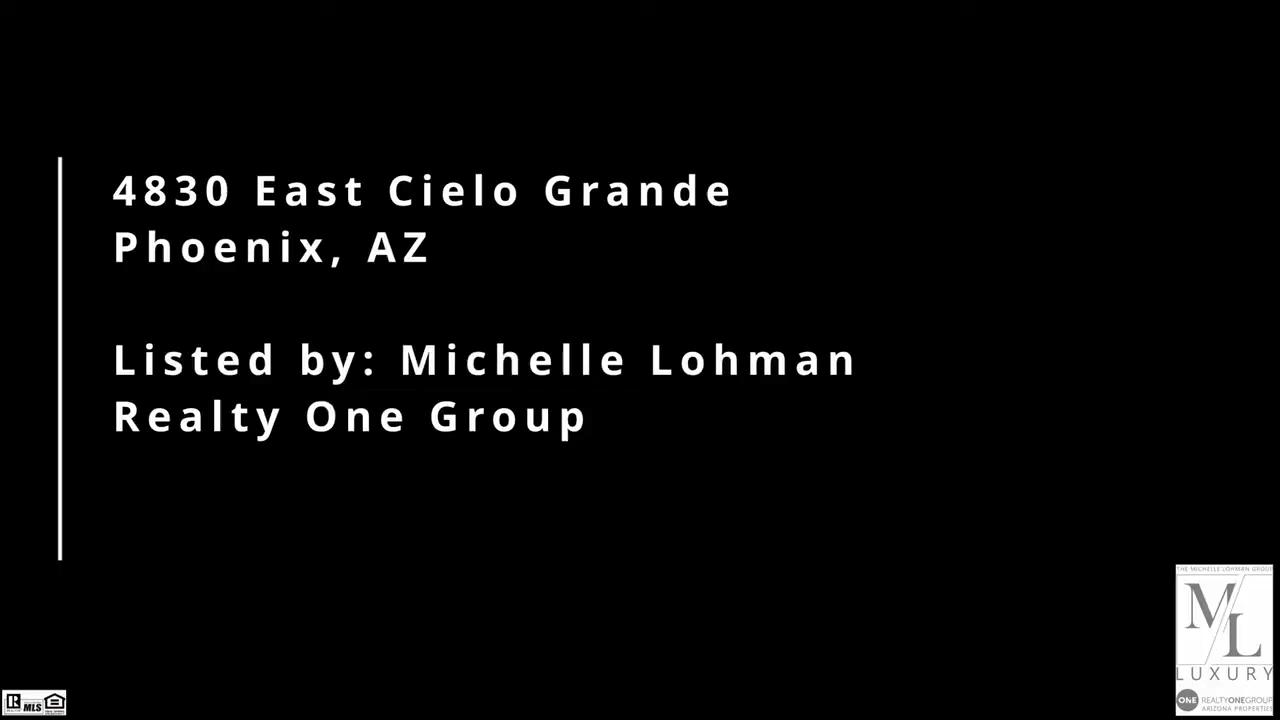 4830 East Cielo Grande
Phoenix, AZ
Listed by: Michelle Lohman
Realty One Group
THE MICHELLE LOHMAN GROUP
M/L
LUXURY
ONE REALTYONEGROUP
ARIZONA PROPERTIES
R MLS